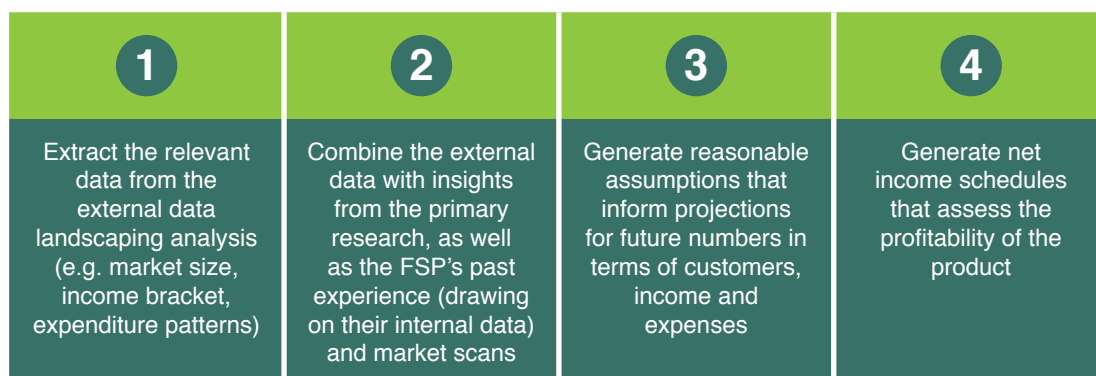 1
Extract the relevant
data from the
external data
landscaping analysis
(e.g. market size,
income bracket,
expenditure patterns)
2
Combine the external
data with insights
from the primary
research, as well
as the FSP's past
experience (drawing
on their internal data)
and market scans
3
Generate reasonable
assumptions that
inform projections
for future numbers in
terms of customers,
income and
expenses
4
Generate net
income schedules
that assess the
profitability of the
product